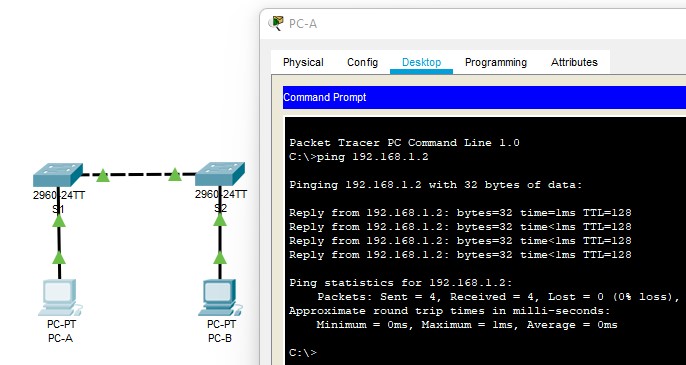 PC-A
Physical Config Desktop Programming Attributes
Command Prompt
Packet Tracer PC Command Line 1.0
C:\>ping 192.168.1.2
Pinging 192.168.1.2 with 32 bytes of data:
Reply from 192.168.1.2: bytes=32 time=1ms TTL=128
Reply from 192.168.1.2: bytes=32 time<1ms TTL=128
Reply from 192.168.1.2: bytes=32 time<1ms TTL=128
Reply from 192.168.1.2: bytes=32 time<1ms TTL=128
Ping statistics for 192.168.1.2:
Packets: Sent = 4, Received = 4, Lost = 0 (0% loss),
Approximate round trip times in milli-seconds:
Minimum = 0ms, Maximum = 1ms, Average = 0ms
C:\>
2960-24TT
S1
2960-24TT
S2
PC-PT
PC-A
PC-PT
PC-B